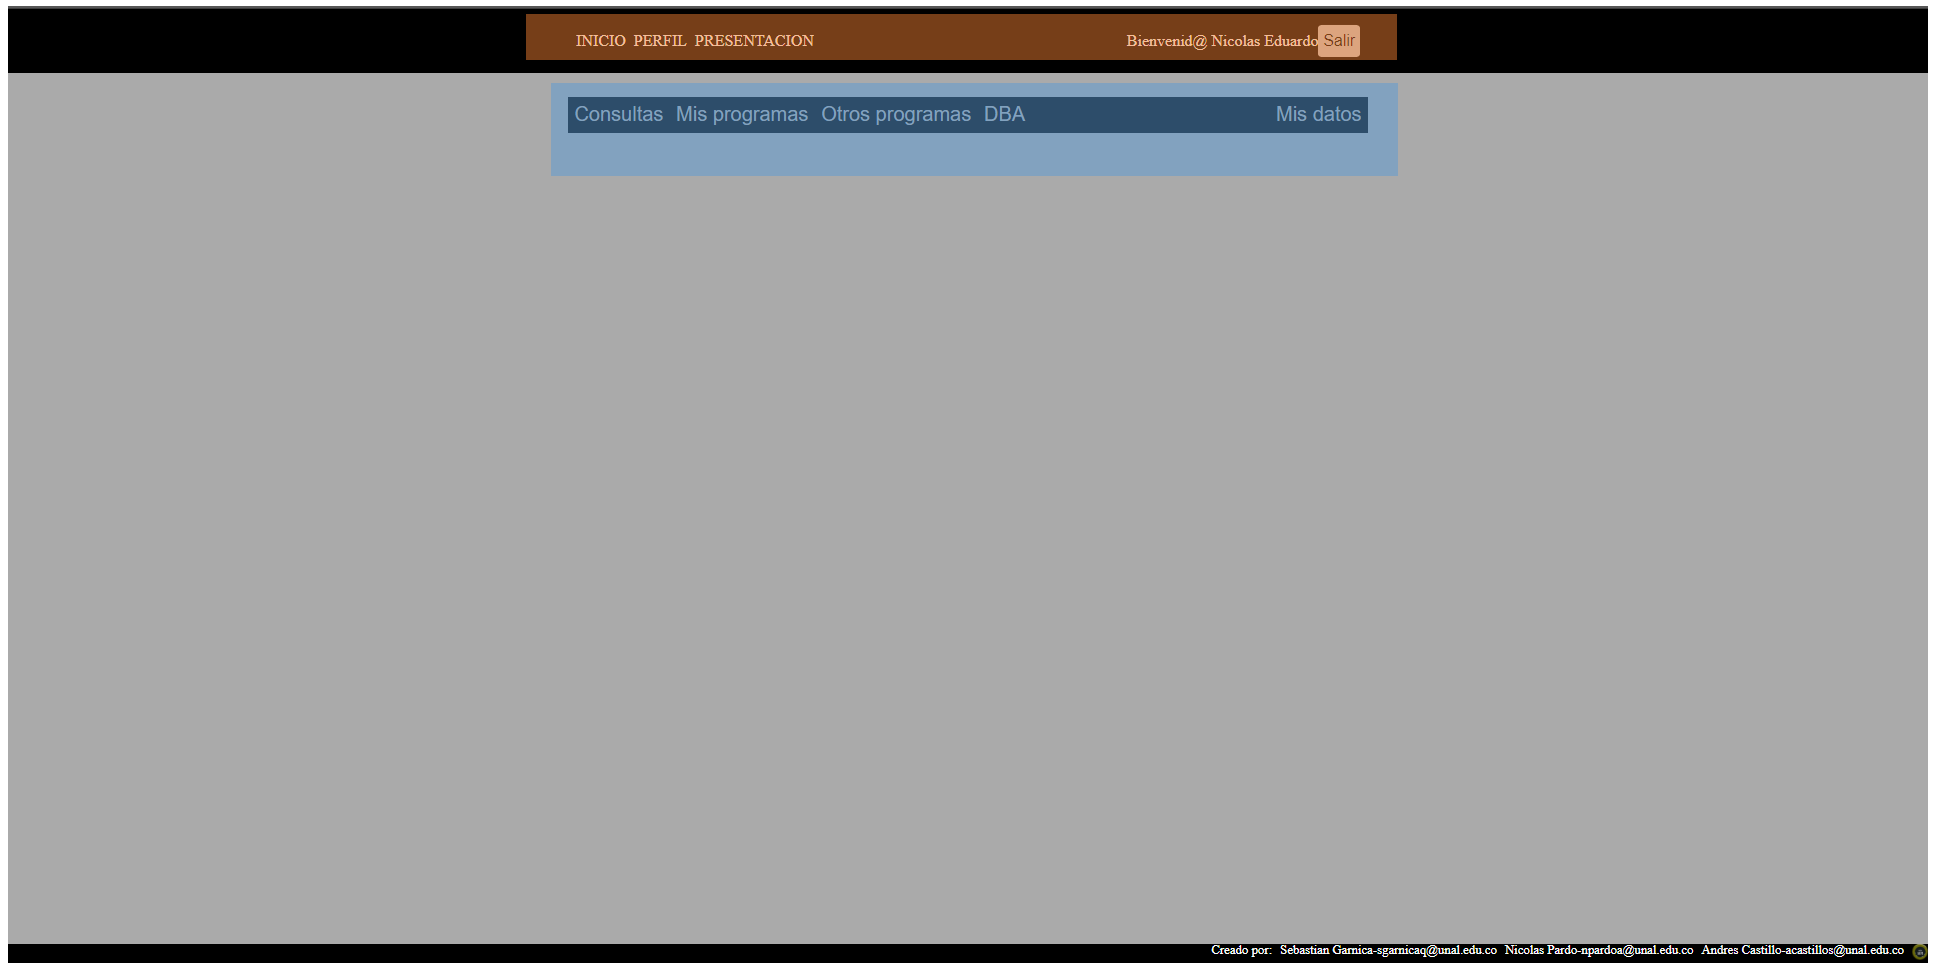 INICIO PERFIL PRESENTACION Bienvenid@ Nicolas Eduardo Salir
Consultas Mis programas Otros programas DBA Mis datos
Creado por: Sebastian Garnica-sgarnicaq@unal.edu.co Nicolas Pardo-npardoa@unal.edu.co Andres Castillo-acastillos@unal.edu.co